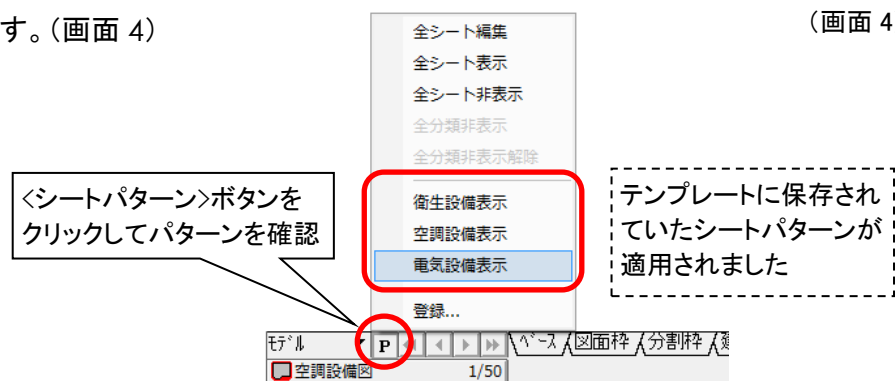 す。（画面 4）
（画面 4
全シート編集
全シート表示
全シート非表示
全分類非表示
全分類非表示解除
<シートパターン>ボタンを
クリックしてパターンを確認
衛生設備表示
空調設備表示
電気設備表示
テンプレートに保存され
ていたシートパターンが
適用されました
登録...
ﾓﾃﾞﾙ P ﾍﾞｰｽ 図面枠 分割枠
空調設備図 1/50